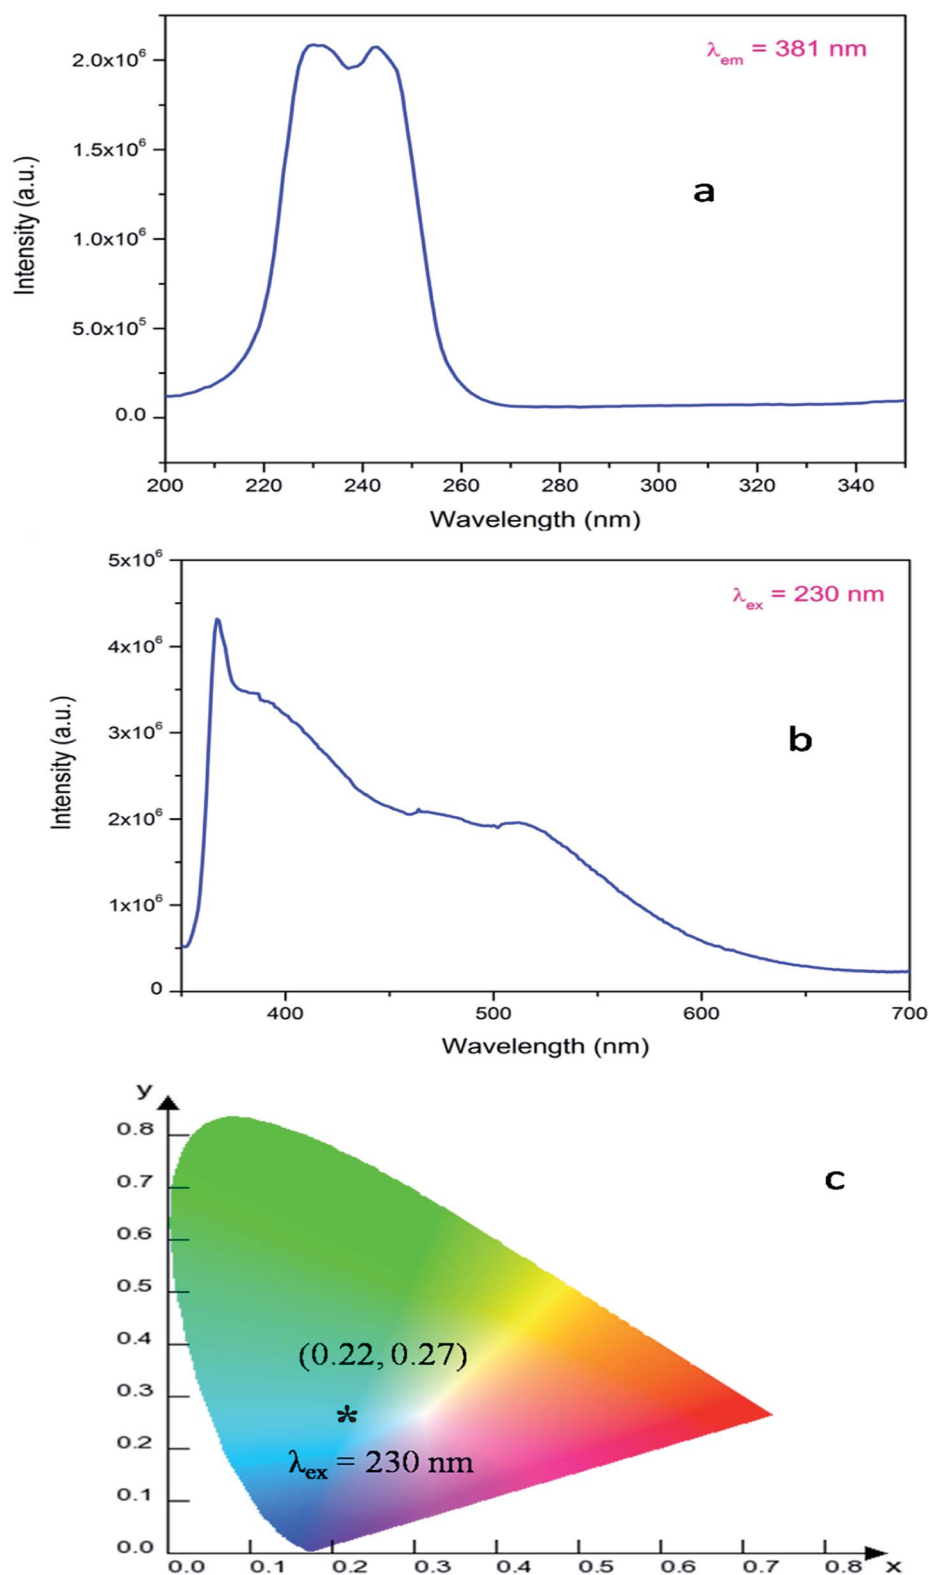 λem = 381 nm
2.0x10⁶
1.5x10⁶
1.0x10⁶
5.0x10⁵
0.0
Intensity (a.u.)
a
200 220 240 260 280 300 320 340
Wavelength (nm)
λex = 230 nm
5x10⁶
4x10⁶
3x10⁶
2x10⁶
1x10⁶
0
Intensity (a.u.)
b
400 500 600 700
Wavelength (nm)
y
c
0.8
0.7
0.6
0.5
0.4
0.3
0.2
0.1
0.0
(0.22, 0.27)
*
λex = 230 nm
0.0 0.1 0.2 0.3 0.4 0.5 0.6 0.7 0.8 x